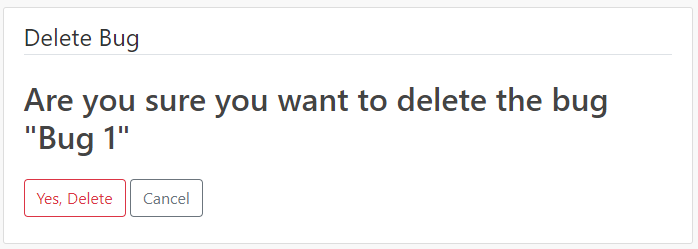 Delete Bug
Are you sure you want to delete the bug
"Bug 1"
Yes, Delete Cancel